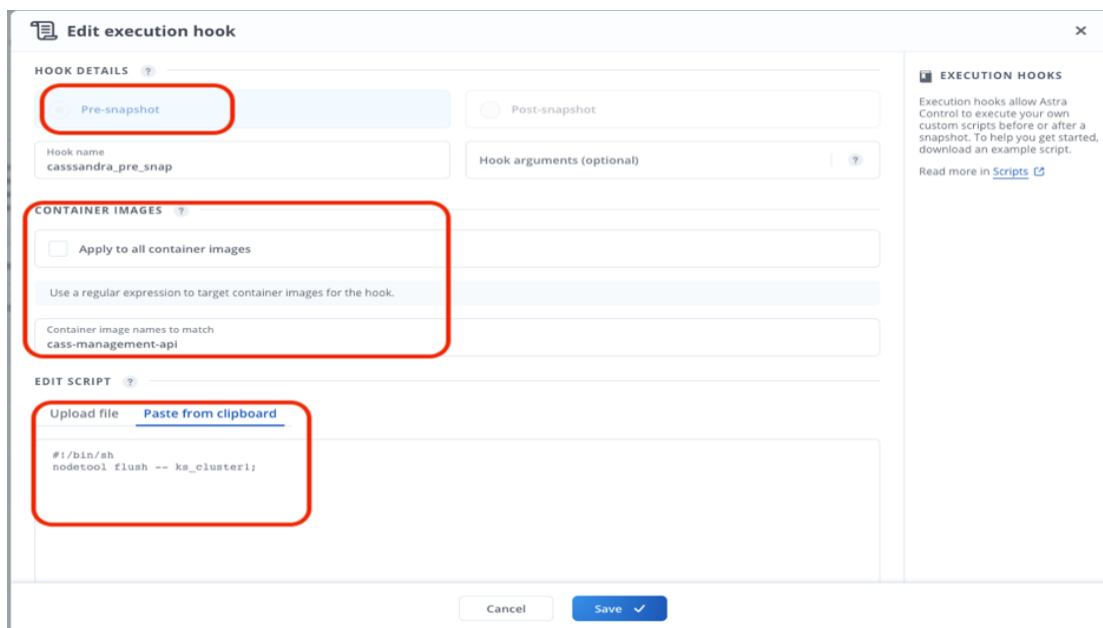 Edit execution hook
HOOK DETAILS ?
Pre-snapshot
Post-snapshot
Hook name
casssandra_pre_snap
Hook arguments (optional) ?
CONTAINER IMAGES ?
Apply to all container images
Use a regular expression to target container images for the hook.
Container image names to match
cass-management-api
EDIT SCRIPT ?
Upload file Paste from clipboard
#!/bin/sh
nodetool flush -- ks_cluster1;
Cancel
Save
EXECUTION HOOKS
Execution hooks allow Astra
Control to execute your own
custom scripts before or after a
snapshot. To help you get started,
download an example script.
Read more in Scripts